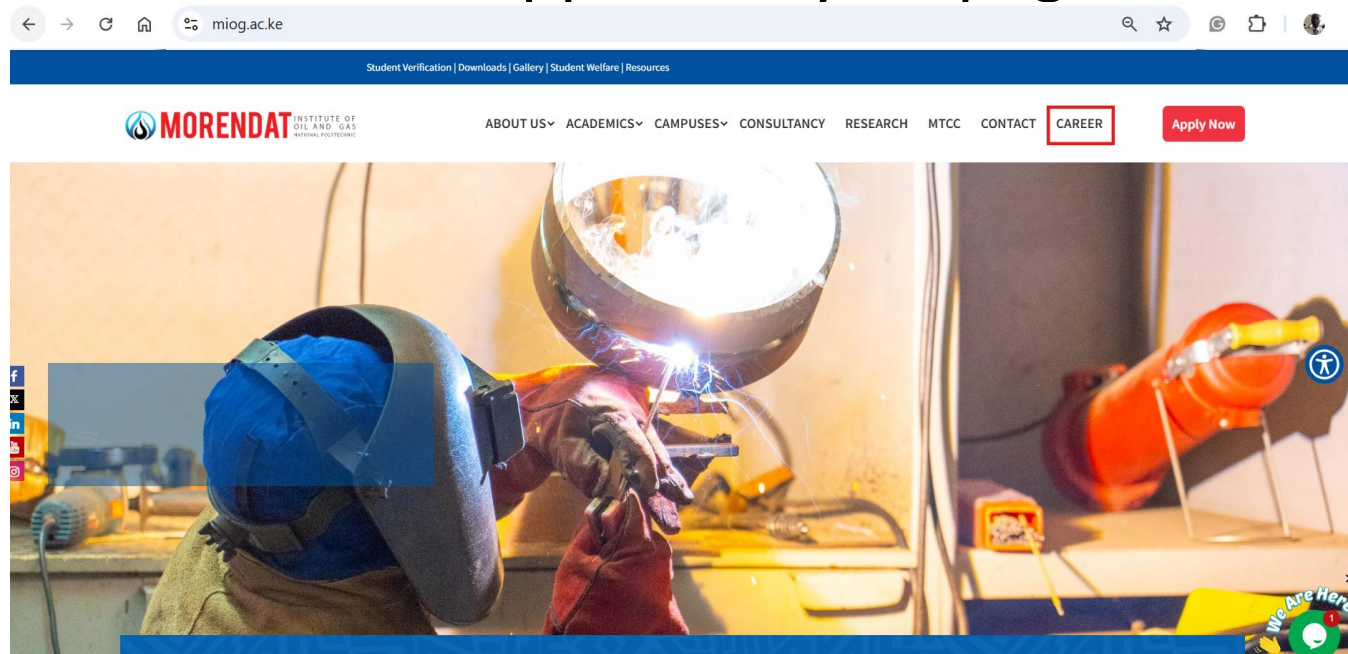 miog.ac.ke
Student Verification | Downloads | Gallery | Student Welfare | Resources
MORENDAT INSTITUTE OF
OIL AND GAS
NATIONAL POLYTECHNIC
ABOUT US ACADEMICS CAMPUSES CONSULTANCY RESEARCH MTCC CONTACT CAREER
Apply Now
We Are Here
1